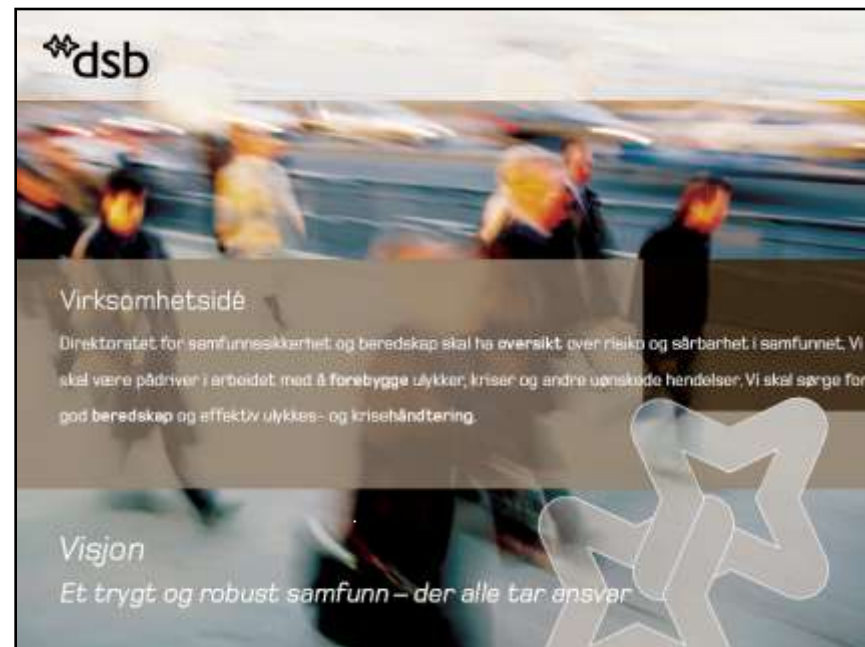 dsb
Virksomhetsidé
Direktoratet for samfunnssikkerhet og beredskap skal ha oversikt over risiko og sårbarhet i samfunnet. Vi
skal være pådriver i arbeidet med å forebygge ulykker, kriser og andre uønskede hendelser. Vi skal sørge for
god beredskap og effektiv ulykkes- og krisehåndtering.
Visjon
Et trygt og robust samfunn – der alle tar ansvar